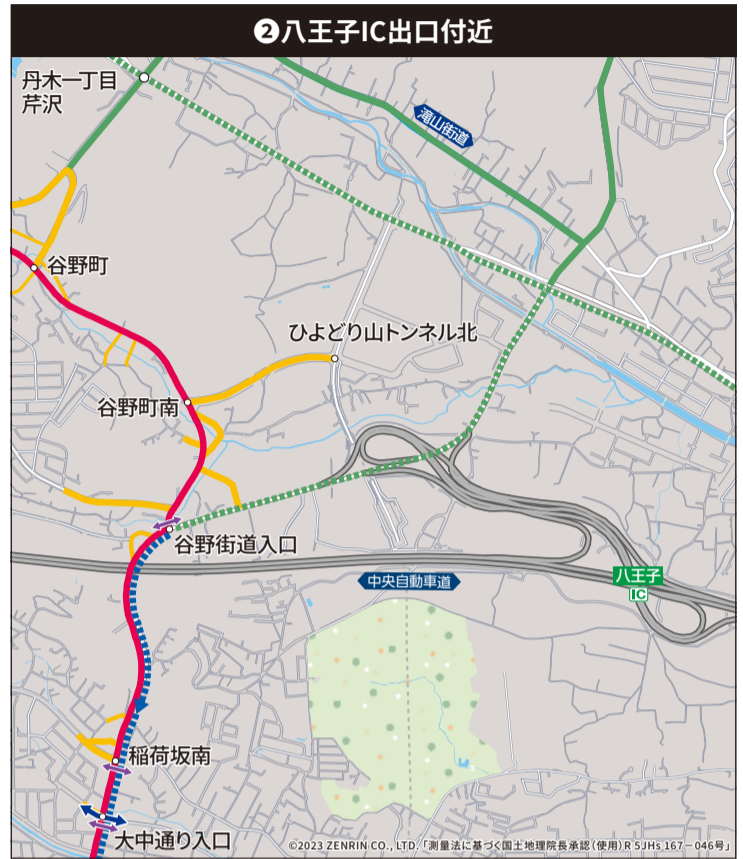 ❷八王子IC出口付近
丹木一丁目
芹沢
滝山街道
谷野町
ひよどり山トンネル北
谷野町南
谷野街道入口
中央自動車道
八王子
IC
稲荷坂南
大中通り入口
©2023 ZENRIN CO., LTD.「測量法に基づく国土地理院長承認（使用）R 5JHs 167－046号」